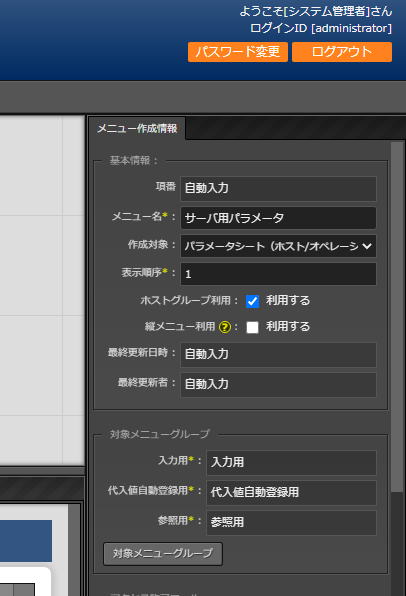 ようこそ[システム管理者]さん
ログインID [administrator]
パスワード変更 ログアウト
メニュー作成情報
基本情報：
項番 自動入力
メニュー名*： サーバ用パラメータ
作成対象： パラメータシート（ホスト/オペレーシ
表示順序*： 1
ホストグループ利用： 利用する
縦メニュー利用 ?： 利用する
最終更新日時： 自動入力
最終更新者： 自動入力
対象メニューグループ
入力用*： 入力用
代入値自動登録用*： 代入値自動登録用
参照用*： 参照用
対象メニューグループ